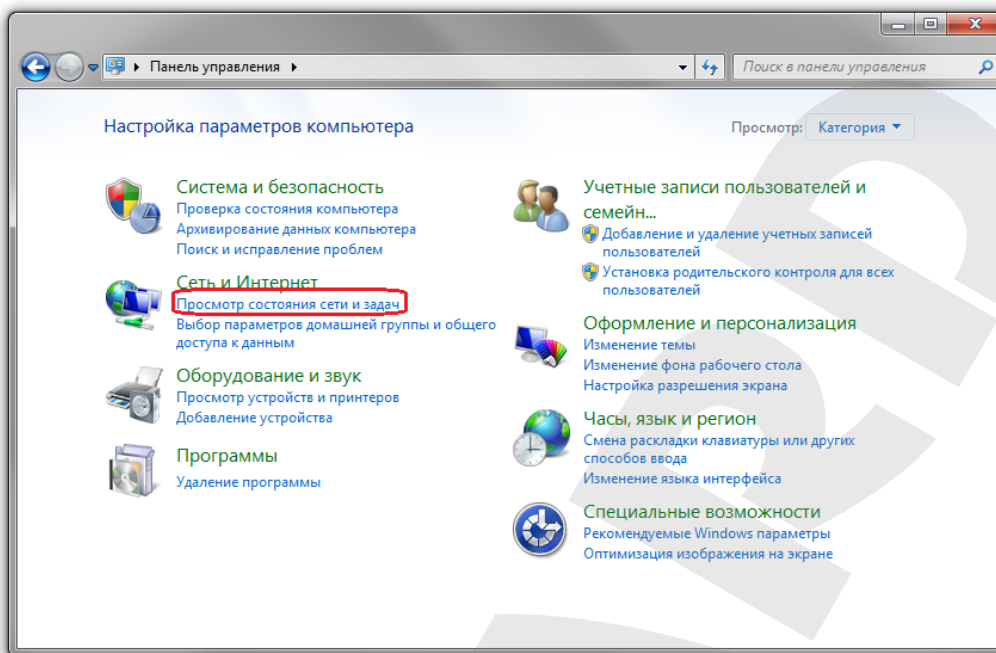 Панель управления
Поиск в панели управления
Настройка параметров компьютера
Просмотр: Категория
Система и безопасность
Проверка состояния компьютера
Архивирование данных компьютера
Поиск и исправление проблем
Сеть и Интернет
Просмотр состояния сети и задач
Выбор параметров домашней группы и общего
доступа к данным
Оборудование и звук
Просмотр устройств и принтеров
Добавление устройства
Программы
Удаление программы
Учетные записи пользователей и
семейн...
Добавление и удаление учетных записей
пользователей
Установка родительского контроля для всех
пользователей
Оформление и персонализация
Изменение темы
Изменение фона рабочего стола
Настройка разрешения экрана
Часы, язык и регион
Смена раскладки клавиатуры или других
способов ввода
Изменение языка интерфейса
Специальные возможности
Рекомендуемые Windows параметры
Оптимизация изображения на экране